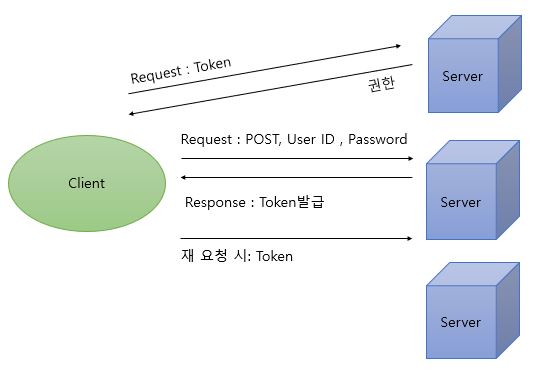 Request : Token
권한
Server
Request : POST, User ID , Password
Client
Response : Token발급
Server
재 요청 시: Token
Server